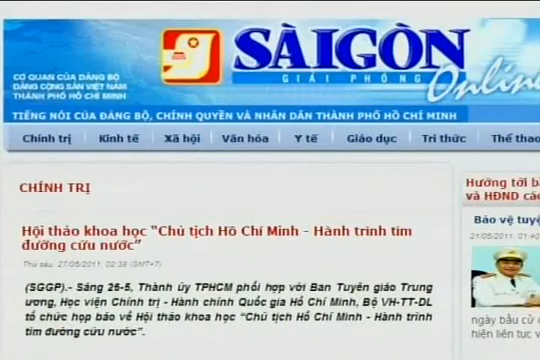 SÀIGÒN
GIẢI PHÓNG
Online
CƠ QUAN CỦA ĐẢNG BỘ
ĐẢNG CỘNG SẢN VIỆT NAM
THÀNH PHỐ HỒ CHÍ MINH
TIẾNG NÓI CỦA ĐẢNG BỘ, CHÍNH QUYỀN VÀ NHÂN DÂN THÀNH PHỐ HỒ CHÍ MINH
Chính trị Kinh tế Xã hội Văn hóa Y tế Giáo dục Tri thức Thể thao
CHÍNH TRỊ
Hội thảo khoa học “Chủ tịch Hồ Chí Minh - Hành trình tìm
đường cứu nước”
Thứ sáu, 27/05/2011, 02:38 (GMT+7)
(SGGP).- Sáng 26-5, Thành ủy TPHCM phối hợp với Ban Tuyên giáo Trung
ương, Học viện Chính trị - Hành chính Quốc gia Hồ Chí Minh, Bộ VH-TT-DL
tổ chức họp báo về Hội thảo khoa học “Chủ tịch Hồ Chí Minh - Hành trình
tìm đường cứu nước”.
Hướng tới
và HĐND
Bảo vệ
21/05/2011, 01:40
ngày bầu cử
hiện liên tục